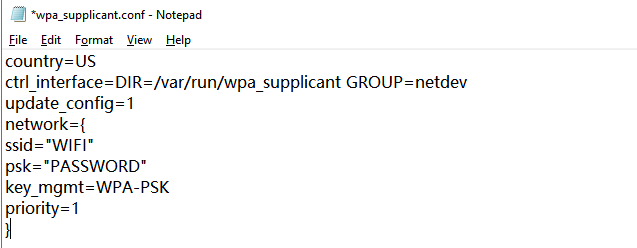 *wpa_supplicant.conf - Notepad
File Edit Format View Help
country=US
ctrl_interface=DIR=/var/run/wpa_supplicant GROUP=netdev
update_config=1
network={
ssid="WIFI"
psk="PASSWORD"
key_mgmt=WPA-PSK
priority=1
}